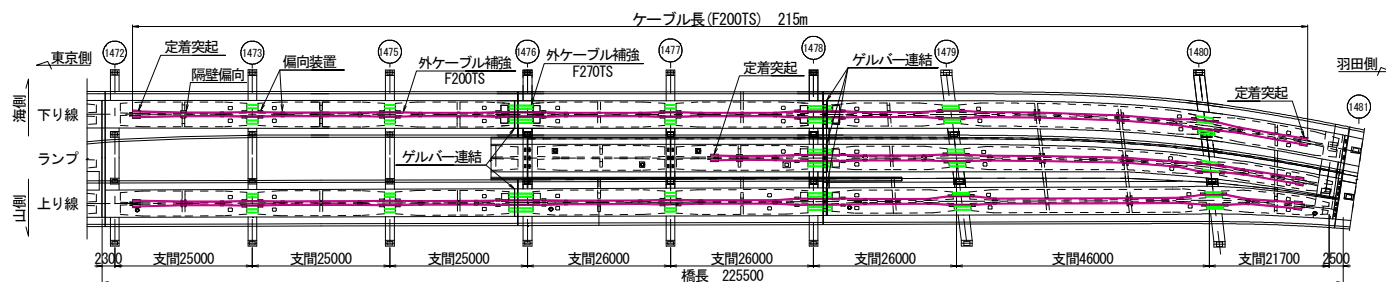 ケーブル長(F200TS) 215m
1472
1473
1475
1476
1477
1478
1479
1480
1481
東京側
羽田側
定着突起
隔壁偏向
偏向装置
外ケーブル補強
F200TS
外ケーブル補強
F270TS
定着突起
ゲルバー連結
定着突起
海側
下り線
ランプ
ゲルバー連結
山側
上り線
2300
支間25000
支間25000
支間25000
支間26000
支間26000
支間26000
支間46000
支間21700
2500
橋長 225500